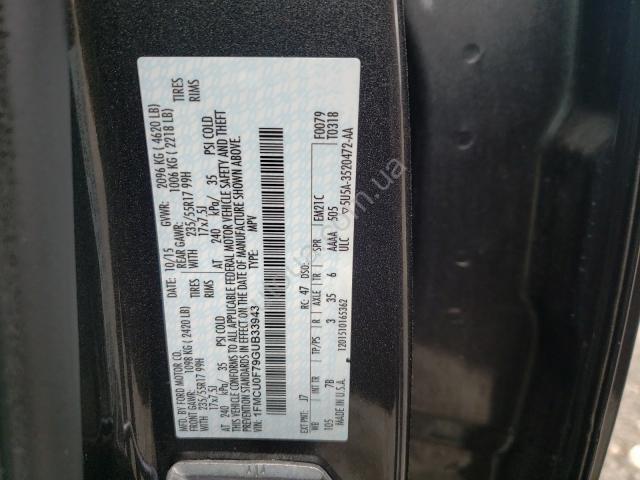 MFD. BY FORD MOTOR CO.
DATE: 10/15 GVWR: 2096 KG ( 4620 LB)
FRONT GAWR: 1098 KG ( 2420 LB) REAR GAWR: 1006 KG ( 2218 LB)
WITH 235/55R17 99H TIRES WITH 235/55R17 99H TIRES
17x7.5J RIMS 17x7.5J RIMS
AT 240 kPa/ 35 PSI COLD AT 240 kPa/ 35 PSI COLD
THIS VEHICLE CONFORMS TO ALL APPLICABLE FEDERAL MOTOR VEHICLE SAFETY AND THEFT
PREVENTION STANDARDS IN EFFECT ON THE DATE OF MANUFACTURE SHOWN ABOVE.
VIN: 1FMCU0F79GUB33943 TYPE: MPV
F0079
T0318
EXT PNT: J7 RC: 47 DSO:
WB INT TR TP/PS R AXLE TR SPR EM21C
105 7B 3 35 6 AAAA 505
ULC
MADE IN U.S.A. 1201510165362 5U5A-3520472-AA